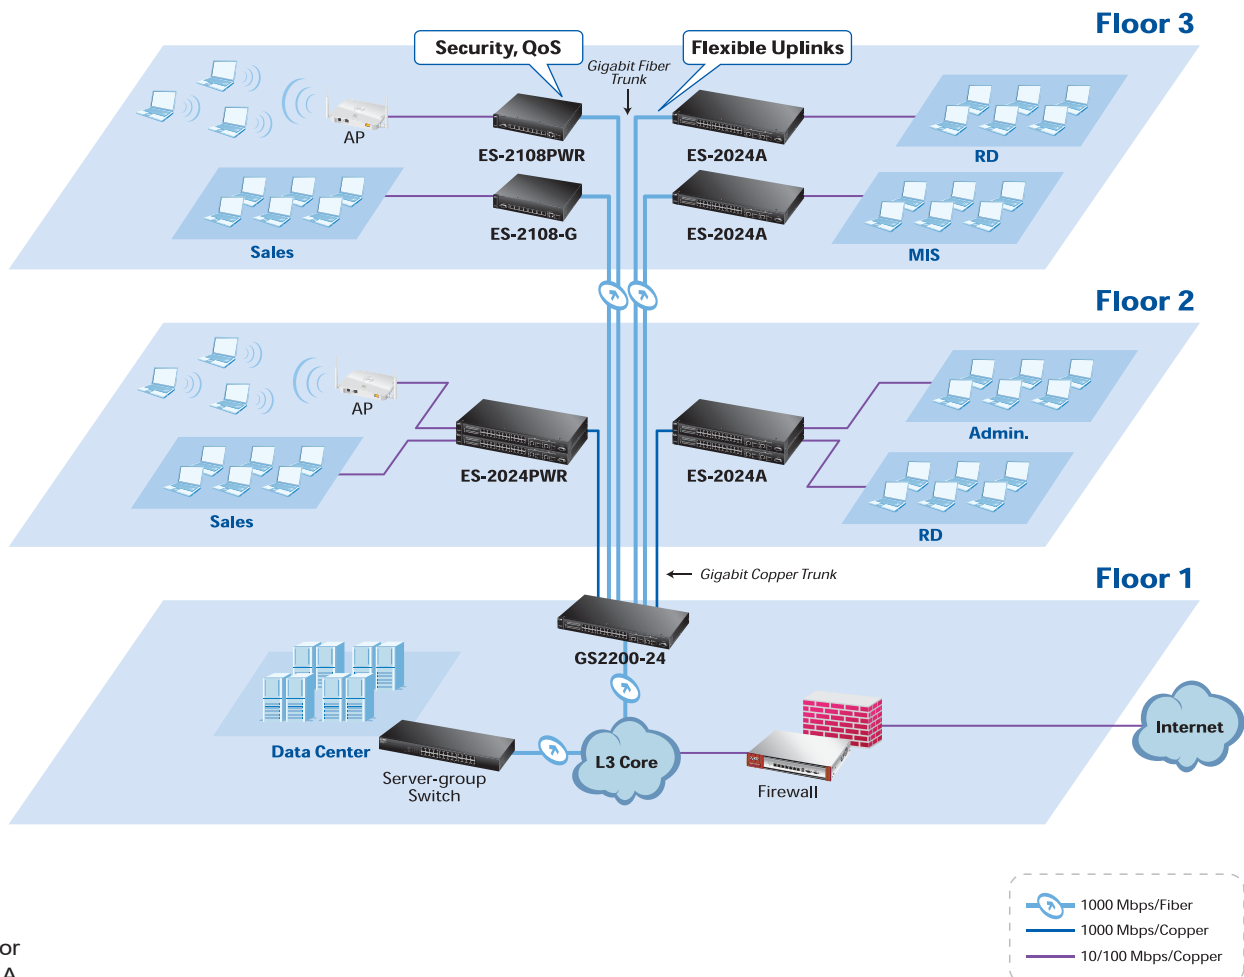 Floor 3
Security, QoS
Flexible Uplinks
Gigabit Fiber
Trunk
AP
ES-2108PWR
ES-2024A
RD
Sales
ES-2108-G
ES-2024A
MIS
Floor 2
AP
ES-2024PWR
ES-2024A
Admin.
Sales
RD
Gigabit Copper Trunk
Floor 1
GS2200-24
Data Center
Server-group
Switch
L3 Core
Firewall
Internet
1000 Mbps/Fiber
1000 Mbps/Copper
10/100 Mbps/Copper
or
A